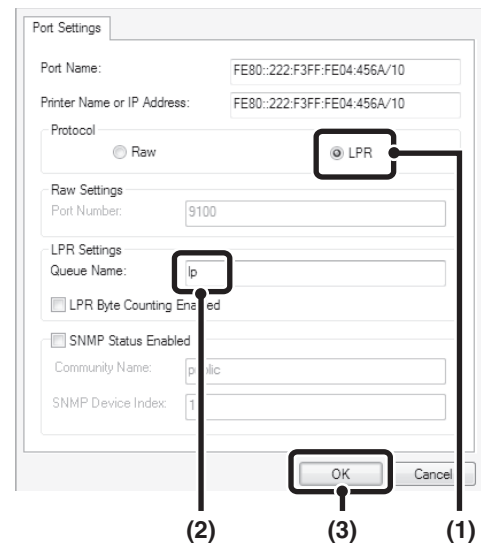 Port Settings
Port Name: FE80::222:F3FF:FE04:456A/10
Printer Name or IP Address: FE80::222:F3FF:FE04:456A/10
Protocol
Raw LPR
Raw Settings
Port Number: 9100
LPR Settings
Queue Name: lp
LPR Byte Counting Enabled
SNMP Status Enabled
Community Name: public
SNMP Device Index: 1
OK Cancel
(2) (3) (1)